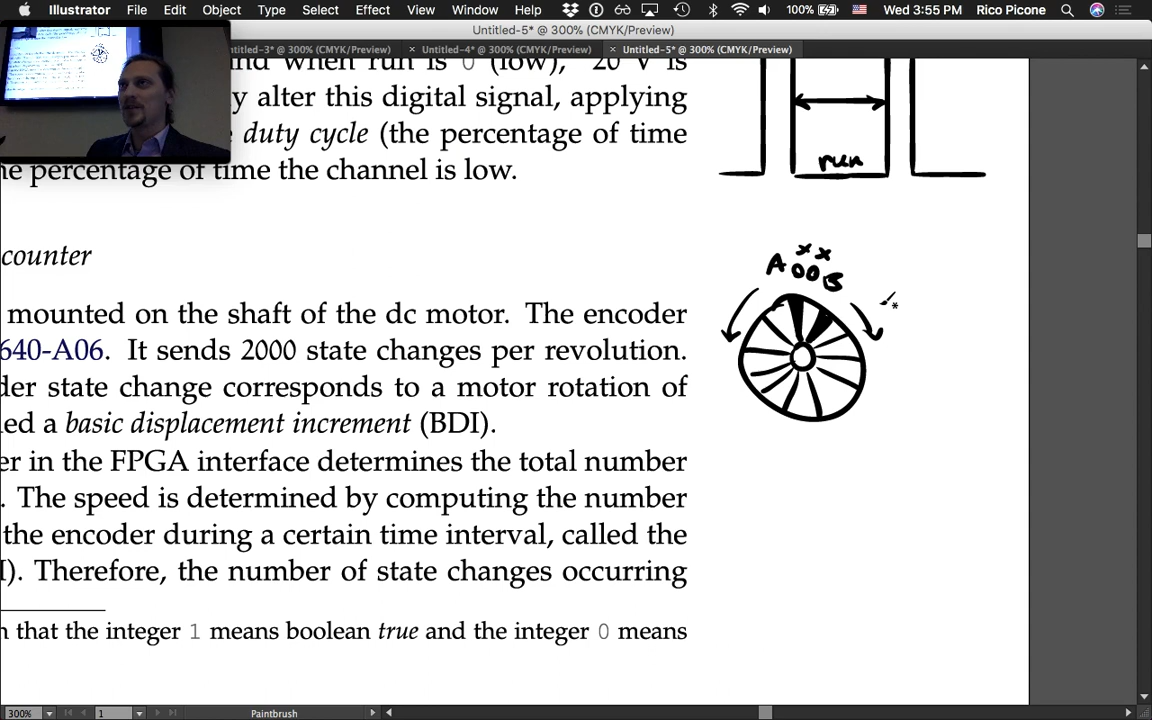 Illustrator File Edit Object Type Select Effect View Window Help 100% Wed 3:55 PM Rico Picone
Untitled-5* @ 300% (CMYK/Preview)
ntitled-3* @ 300% (CMYK/Preview) × Untitled-4* @ 300% (CMYK/Preview) × Untitled-5* @ 300% (CMYK/Preview)
nd when run is 0 (low), 20 V is
y alter this digital signal, applying
duty cycle (the percentage of time
he percentage of time the channel is low.
run
counter
x x
A 0 0 B
mounted on the shaft of the dc motor. The encoder
640-A06. It sends 2000 state changes per revolution.
der state change corresponds to a motor rotation of
ed a basic displacement increment (BDI).
er in the FPGA interface determines the total number
. The speed is determined by computing the number
the encoder during a certain time interval, called the
I). Therefore, the number of state changes occurring
n that the integer 1 means boolean true and the integer 0 means
300% 1 Paintbrush